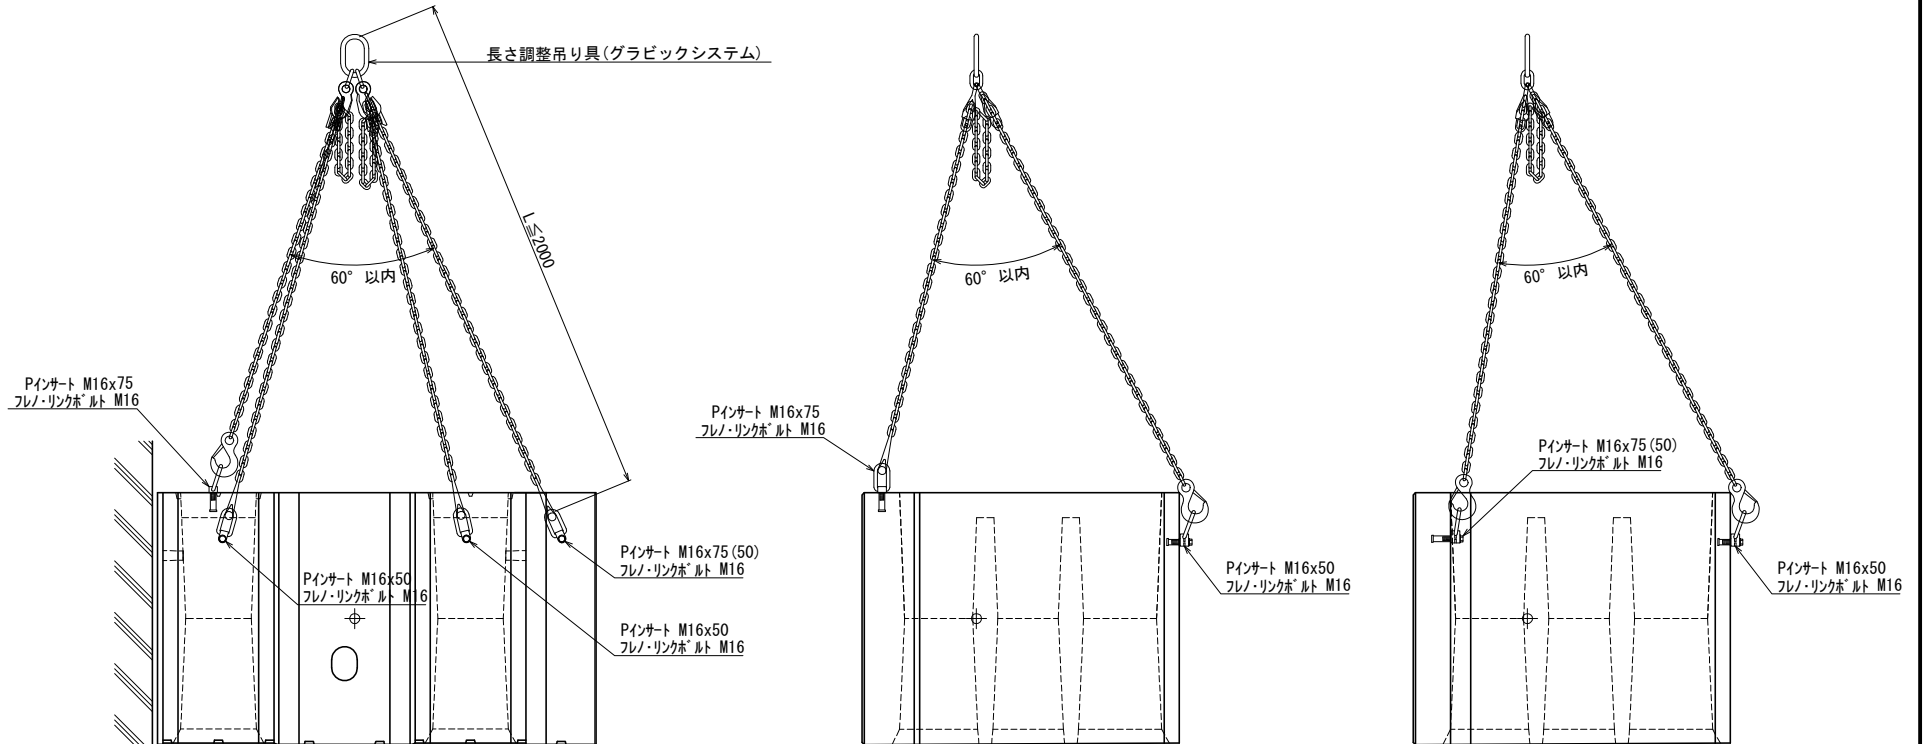 長さ調整吊り具(グラビックシステム)
L≦2000
60° 以内
60° 以内
60° 以内
Pインサート M16x75
フレノ・リンクボルト M16
Pインサート M16x50
フレノ・リンクボルト M16
Pインサート M16x75(50)
フレノ・リンクボルト M16
Pインサート M16x50
フレノ・リンクボルト M16
Pインサート M16x75
フレノ・リンクボルト M16
Pインサート M16x50
フレノ・リンクボルト M16
Pインサート M16x75(50)
フレノ・リンクボルト M16
Pインサート M16x50
フレノ・リンクボルト M16